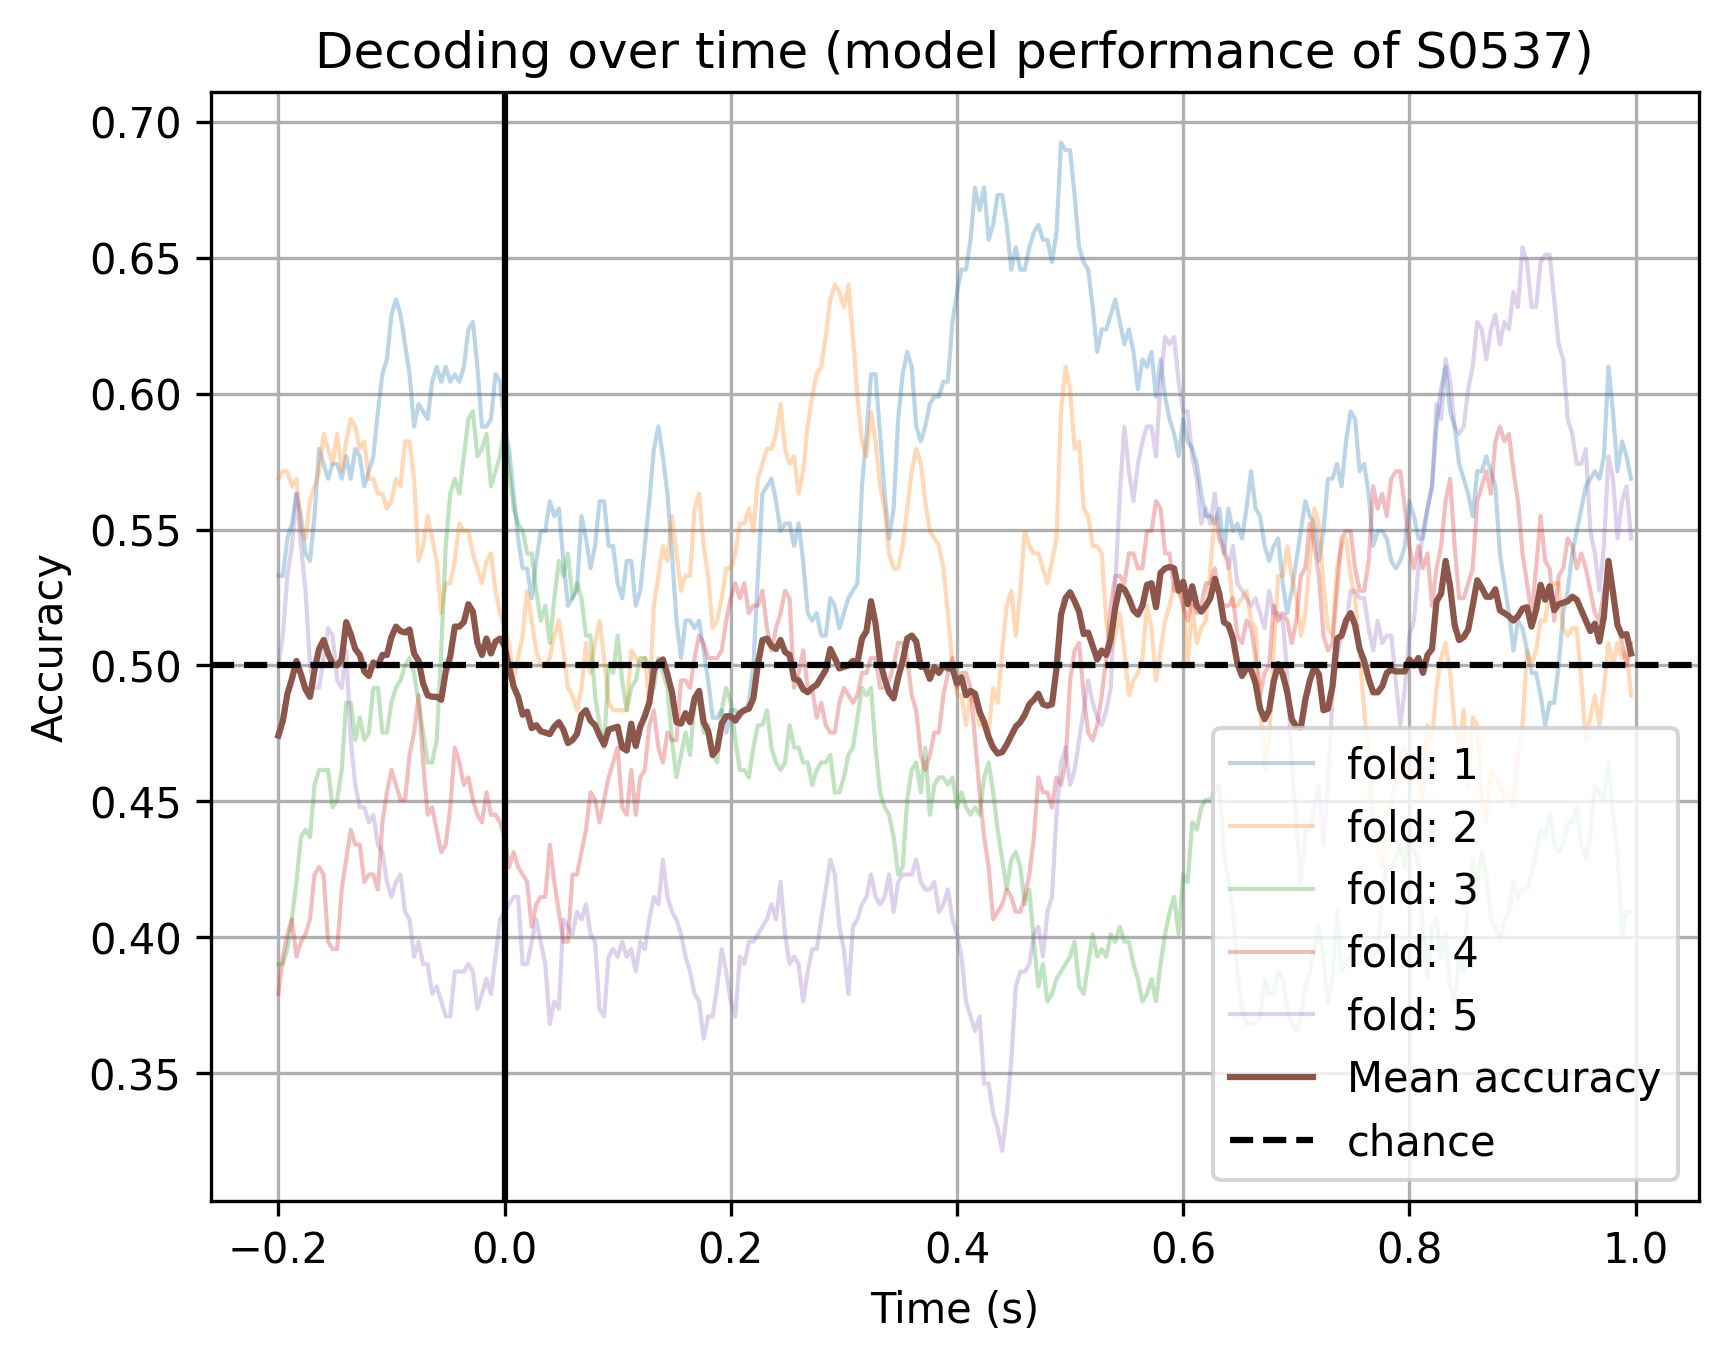 Decoding over time (model performance of S0537)
Accuracy
0.70
0.65
0.60
0.55
0.50
0.45
0.40
0.35
−0.2
0.0
0.2
0.4
0.6
0.8
1.0
Time (s)
fold: 1
fold: 2
fold: 3
fold: 4
fold: 5
Mean accuracy
chance